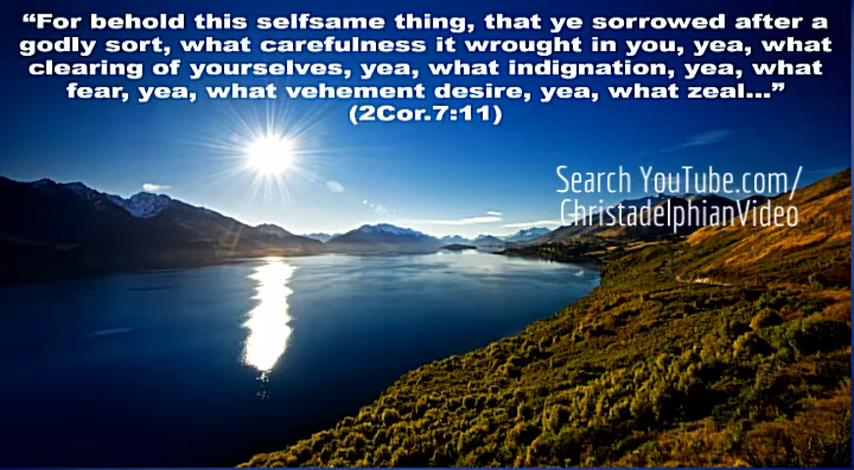 “For behold this selfsame thing, that ye sorrowed after a
godly sort, what carefulness it wrought in you, yea, what
clearing of yourselves, yea, what indignation, yea, what
fear, yea, what vehement desire, yea, what zeal...”
(2Cor.7:11)
Search YouTube.com/
ChristadelphianVideo